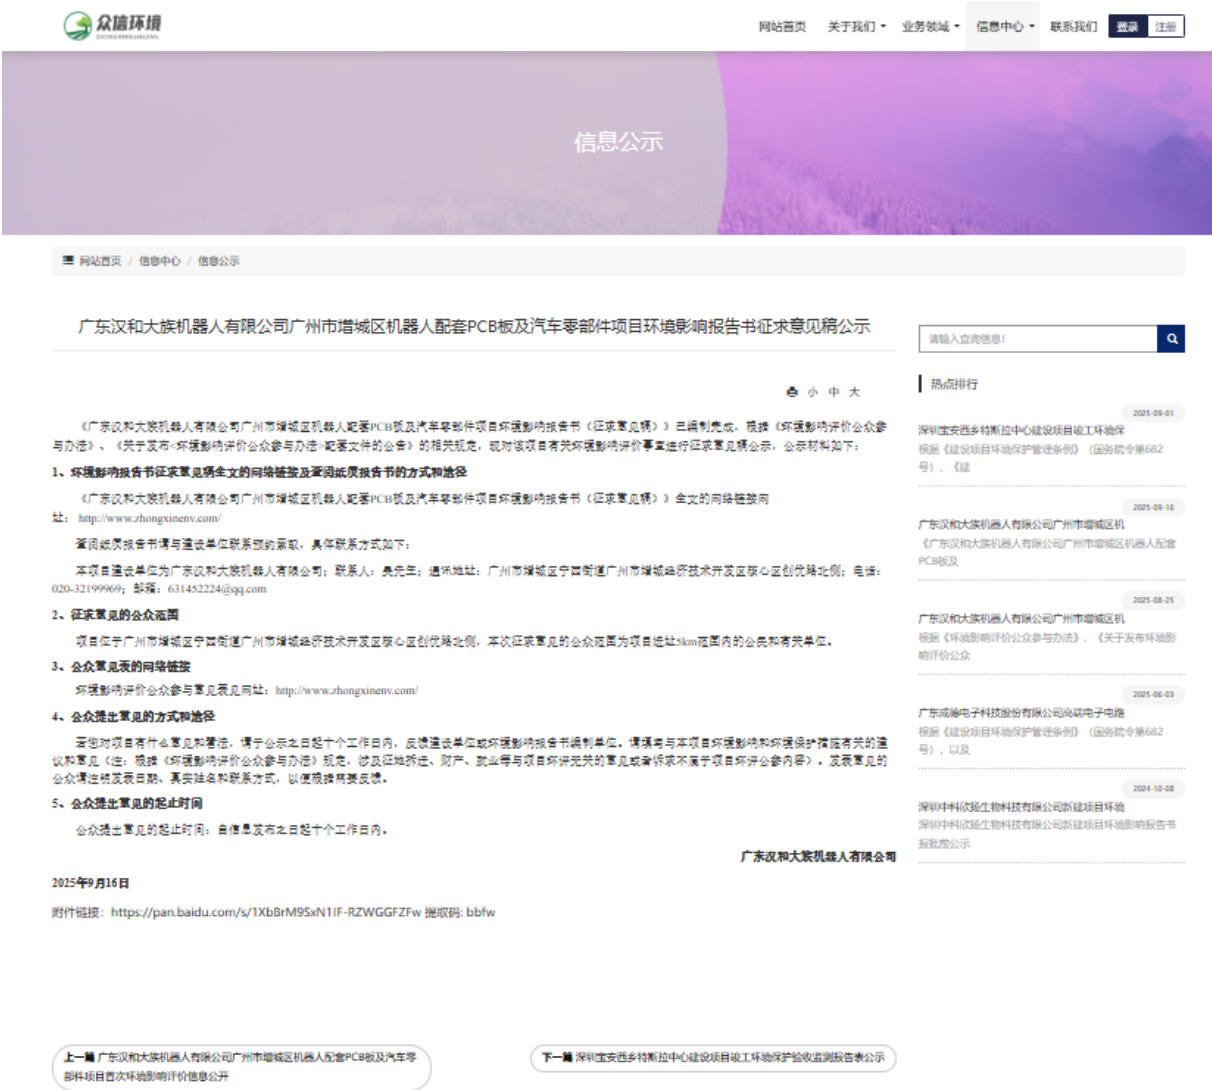 众信环境
ZHONGXINHUANJING
网站首页 关于我们 业务领域 信息中心 联系我们 登录 注册
信息公示
网站首页 / 信息中心 / 信息公示
广东汉和大族机器人有限公司广州市增城区机器人配套PCB板及汽车零部件项目环境影响报告书征求意见稿公示
小 中 大
《广东汉和大族机器人有限公司广州市增城区机器人配套PCB板及汽车零部件项目环境影响报告书（征求意见稿）》已编制完成，根据《环境影响评价公众参
与办法》、《关于发布<环境影响评价公众参与办法>配套文件的公告》的相关规定，现对该项目有关环境影响评价事宜进行征求意见稿公示，公示材料如下：
1、环境影响报告书征求意见稿全文的网络链接及查阅纸质报告书的方式和途径
《广东汉和大族机器人有限公司广州市增城区机器人配套PCB板及汽车零部件项目环境影响报告书（征求意见稿）》全文的网络链接网
址： http://www.zhongxinenv.com/
查阅纸质报告书请与建设单位联系预约索取，具体联系方式如下：
本项目建设单位为广东汉和大族机器人有限公司；联系人：吴先生；通讯地址：广州市增城区宁西街道广州市增城经济技术开发区核心区创优路北侧；电话：
020-32199969；邮箱：631452224@qq.com
2、征求意见的公众范围
项目位于广州市增城区宁西街道广州市增城经济技术开发区核心区创优路北侧，本次征求意见的公众范围为项目选址5km范围内的公民和有关单位。
3、公众意见表的网络链接
环境影响评价公众参与意见表见网址：http://www.zhongxinenv.com/
4、公众提出意见的方式和途径
若您对项目有什么意见和看法，请于公示之日起十个工作日内，反馈建设单位或环境影响报告书编制单位。请填写与本项目环境影响和环境保护措施有关的建
议和意见（注：根据《环境影响评价公众参与办法》规定，涉及征地拆迁、财产、就业等与项目环评无关的意见或者诉求不属于项目环评公参内容）。发表意见的
公众请注明发表日期、真实姓名和联系方式，以便根据需要反馈。
5、公众提出意见的起止时间
公众提出意见的起止时间：自信息发布之日起十个工作日内。
广东汉和大族机器人有限公司
2025年9月16日
附件链接：https://pan.baidu.com/s/1XbBrM9SxN1IF-RZWGGFZFw 提取码: bbfw
上一篇 广东汉和大族机器人有限公司广州市增城区机器人配套PCB板及汽车零
部件项目首次环境影响评价信息公开
下一篇 深圳宝安西乡特斯拉中心建设项目竣工环境保护验收监测报告表公示
请输入查询信息！
热点排行
2025-09-01
深圳宝安西乡特斯拉中心建设项目竣工环境保
根据《建设项目环境保护管理条例》（国务院令第682
号）、《建
2025-09-16
广东汉和大族机器人有限公司广州市增城区机
《广东汉和大族机器人有限公司广州市增城区机器人配套
PCB板及
2025-08-25
广东汉和大族机器人有限公司广州市增城区机
根据《环境影响评价公众参与办法》、《关于发布环境影
响评价公众
2025-06-03
广东成德电子科技股份有限公司高端电子电路
根据《建设项目环境保护管理条例》（国务院令第682
号），以及
2024-10-08
深圳中科欣扬生物科技有限公司新建项目环境
深圳中科欣扬生物科技有限公司新建项目环境影响报告书
报批前公示